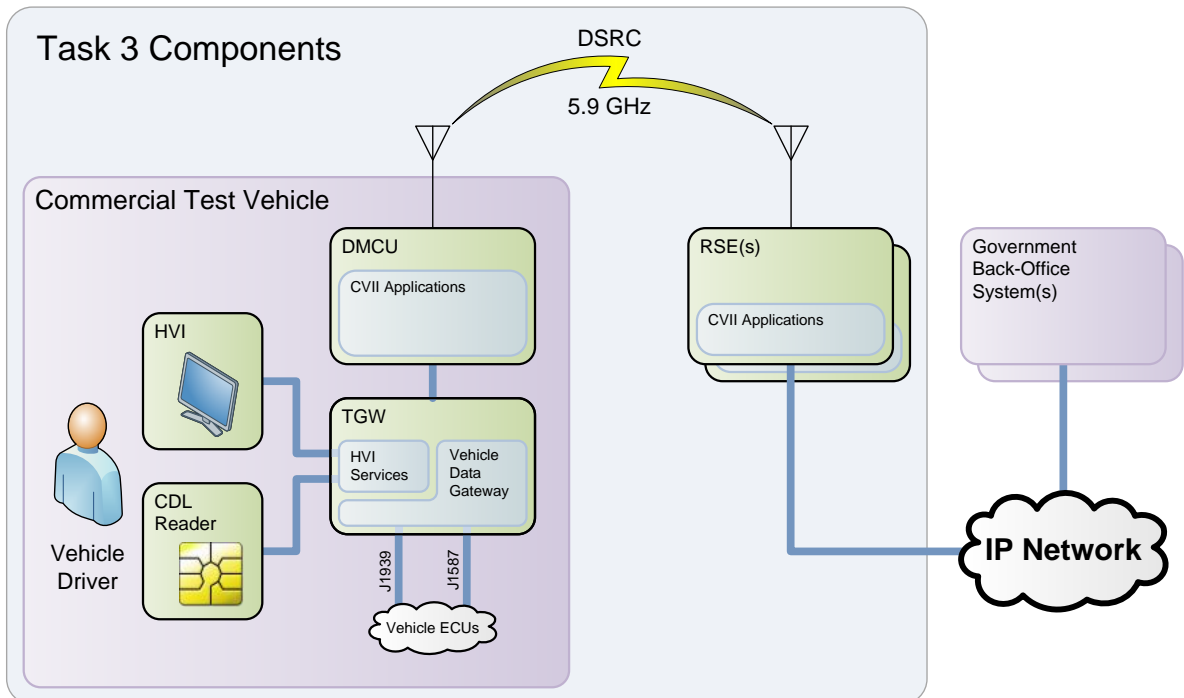 Task 3 Components
DSRC
5.9 GHz
Commercial Test Vehicle
DMCU
CVII Applications
RSE(s)
CVII Applications
Government
Back-Office
System(s)
HVI
TGW
HVI
Services
Vehicle
Data
Gateway
CDL
Reader
Vehicle
Driver
J1939
J1587
Vehicle ECUs
IP Network